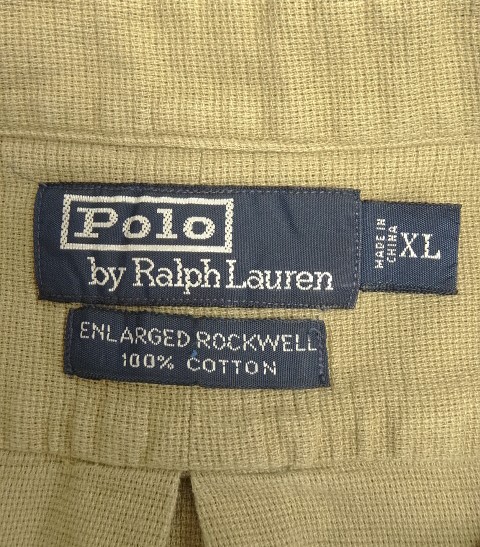 Polo
by Ralph Lauren
MADE IN
CHINA
XL
ENLARGED ROCKWELL
100% COTTON